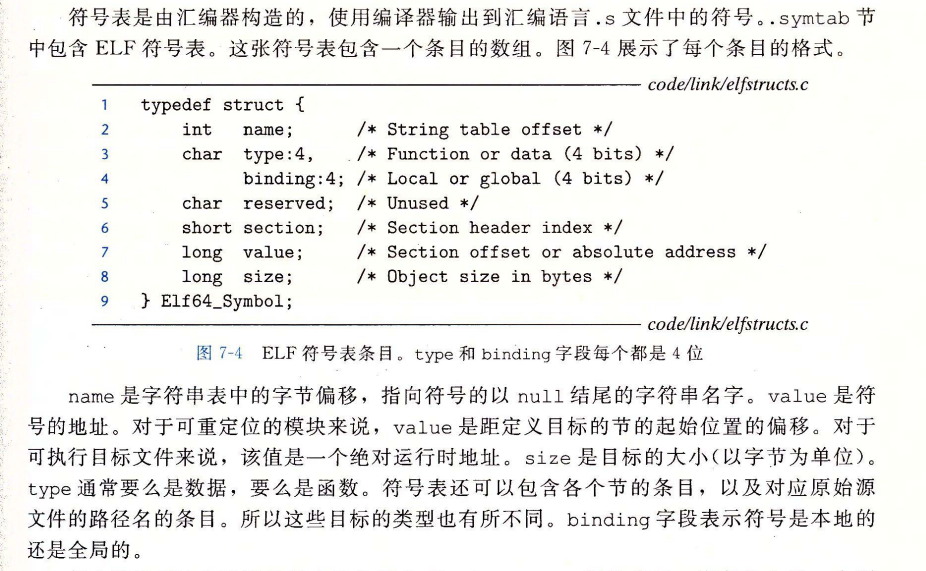 符号表是由汇编器构造的，使用编译器输出到汇编语言.s 文件中的符号。.symtab 节
中包含 ELF 符号表。这张符号表包含一个条目的数组。图 7-4 展示了每个条目的格式。
code/link/elfstructs.c
1 typedef struct {
2 int name; /* String table offset */
3 char type:4, /* Function or data (4 bits) */
4 binding:4; /* Local or global (4 bits) */
5 char reserved; /* Unused */
6 short section; /* Section header index */
7 long value; /* Section offset or absolute address */
8 long size; /* Object size in bytes */
9 } Elf64_Symbol;
code/link/elfstructs.c
图 7-4 ELF 符号表条目。type 和 binding 字段每个都是 4 位
name 是字符串表中的字节偏移，指向符号的以 null 结尾的字符串名字。value 是符
号的地址。对于可重定位的模块来说，value 是距定义目标的节的起始位置的偏移。对于
可执行目标文件来说，该值是一个绝对运行时地址。size 是目标的大小(以字节为单位)。
type 通常要么是数据，要么是函数。符号表还可以包含各个节的条目，以及对应原始源
文件的路径名的条目。所以这些目标的类型也有所不同。binding 字段表示符号是本地的
还是全局的。